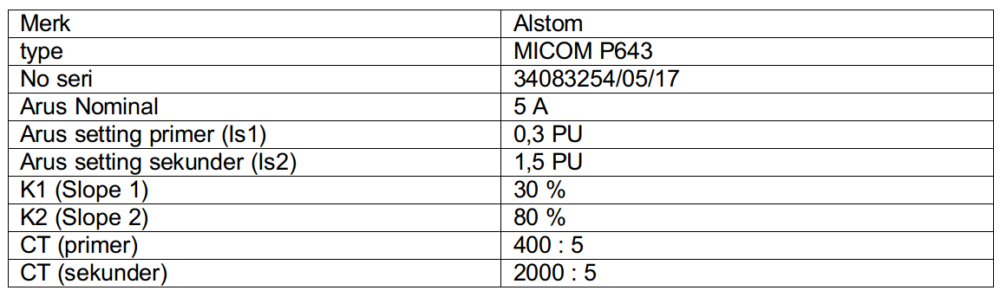 Merk Alstom
type MICOM P643
No seri 34083254/05/17
Arus Nominal 5 A
Arus setting primer (Is1) 0,3 PU
Arus setting sekunder (Is2) 1,5 PU
K1 (Slope 1) 30 %
K2 (Slope 2) 80 %
CT (primer) 400 : 5
CT (sekunder) 2000 : 5